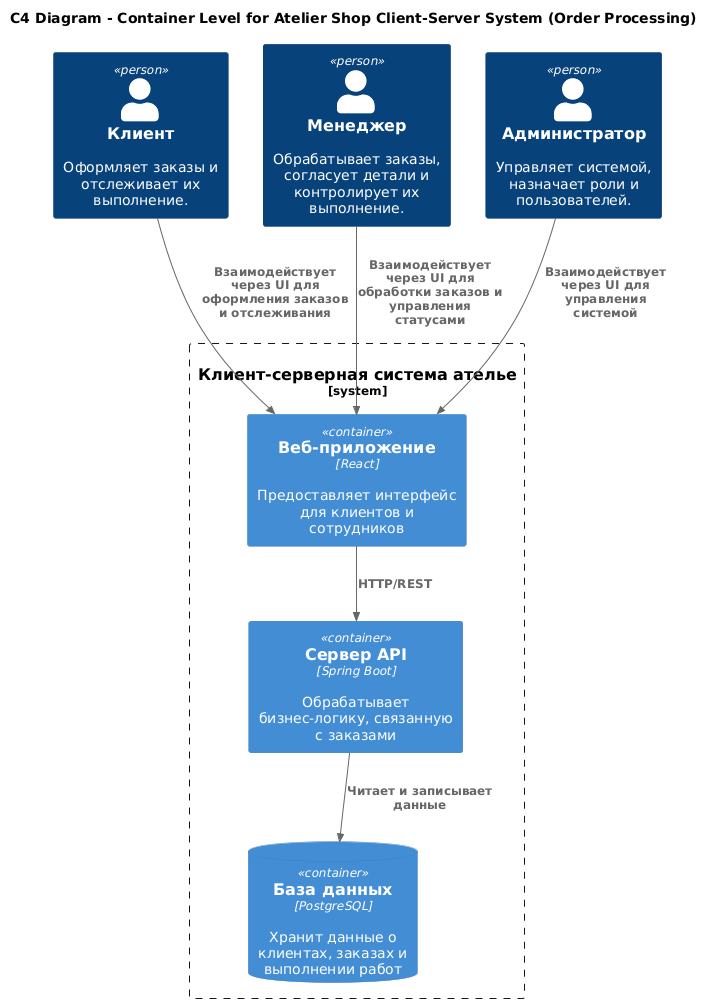 C4 Diagram - Container Level for Atelier Shop Client-Server System (Order Processing)
«person»
Клиент
Оформляет заказы и
отслеживает их
выполнение.
«person»
Менеджер
Обрабатывает заказы,
согласует детали и
контролирует их
выполнение.
«person»
Администратор
Управляет системой,
назначает роли и
пользователей.
Взаимодействует
через UI для
оформления заказов
и отслеживания
Взаимодействует
через UI для
обработки заказов и
управления
статусами
Взаимодействует
через UI для
управления
системой
Клиент-серверная система ателье
[system]
«container»
Веб-приложение
[React]
Предоставляет интерфейс
для клиентов и
сотрудников
HTTP/REST
«container»
Сервер API
[Spring Boot]
Обрабатывает
бизнес-логику, связанную
с заказами
Читает и записывает
данные
«container»
База данных
[PostgreSQL]
Хранит данные о
клиентах, заказах и
выполнении работ